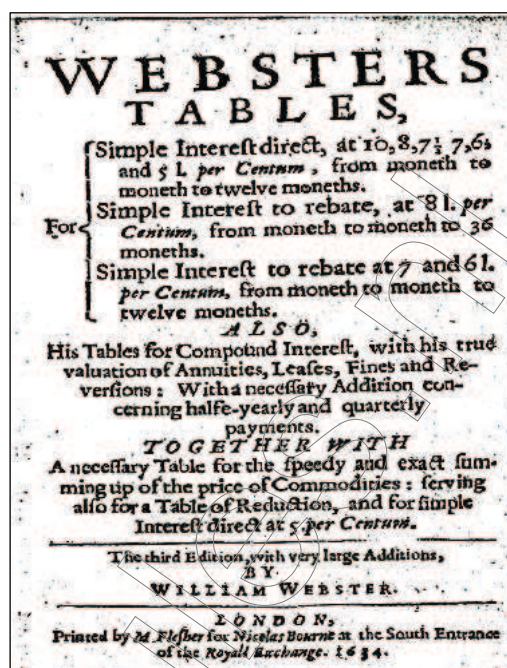 WEBSTERS
TABLES,
Simple Interest direct, at 10, 8, 7½ 7, 6½
and 5 l. per Centum, from moneth to
moneth to twelve moneths.
Simple Interest to rebate, at 8 l. per
For Centum, from moneth to moneth to 36
moneths.
Simple Interest to rebate at 7 and 6 l.
per Centum, from moneth to moneth to
twelve moneths.
ALSO,
His Tables for Compound Interest, with his true
valuation of Annuities, Leases, Fines and Re-
versions: With a necessary Addition con-
cerning halfe-yearly and quarterly
payments.
TOGETHER WITH
A necessary Table for the speedy and exact sum-
ming up of the price of Commodities: serving
also for a Table of Reduction, and for simple
Interest direct at 5. per Centum.
The third Edition, with very large Additions,
BY
WILLIAM WEBSTER.
LONDON,
Printed by M. Flesher for Nicolas Bourne at the South Entrance
of the Royall Exchange. 1634.